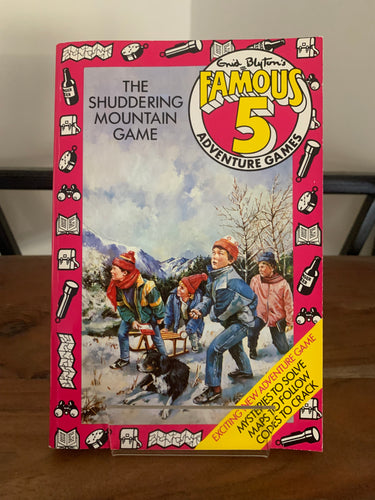 Enid Blyton's
FAMOUS
5
ADVENTURE GAMES
THE
SHUDDERING
MOUNTAIN
GAME
EXCITING NEW ADVENTURE GAME
MYSTERIES TO SOLVE
MAPS TO FOLLOW
CODES TO CRACK